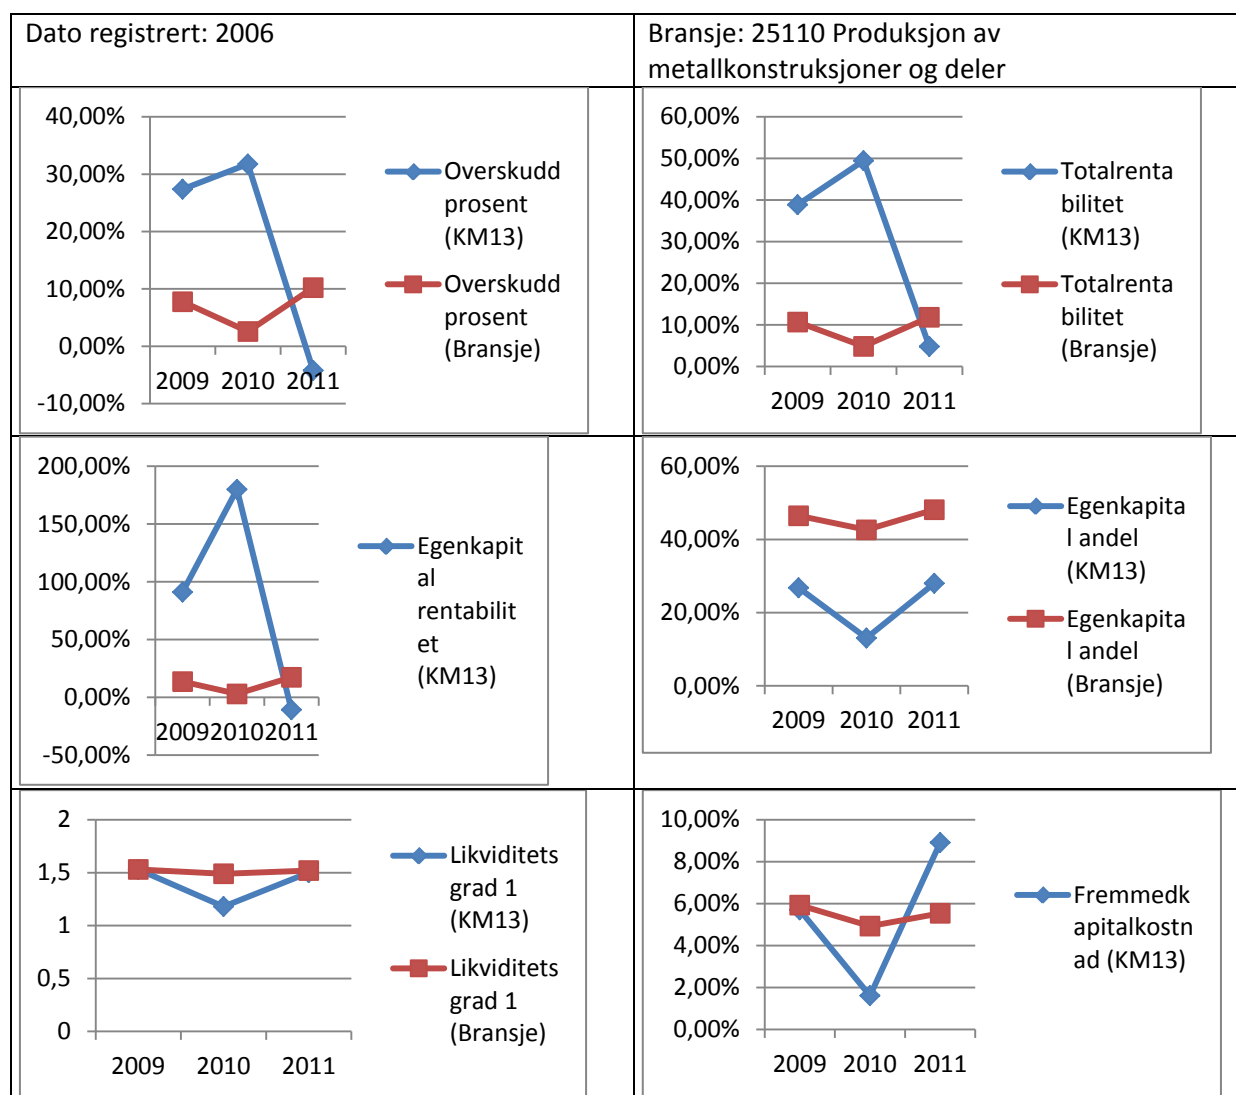 Dato registrert: 2006
Bransje: 25110 Produksjon av
metallkonstruksjoner og deler
40,00%
30,00%
20,00%
10,00%
0,00%
-10,00%
2009
2010
2011
Overskudd
prosent
(KM13)
Overskudd
prosent
(Bransje)
60,00%
50,00%
40,00%
30,00%
20,00%
10,00%
0,00%
2009
2010
2011
Totalrenta
bilitet
(KM13)
Totalrenta
bilitet
(Bransje)
200,00%
150,00%
100,00%
50,00%
0,00%
-50,00%
2009
2010
2011
Egenkapit
al
rentabilit
et
(KM13)
60,00%
40,00%
20,00%
0,00%
2009
2010
2011
Egenkapita
l andel
(KM13)
Egenkapita
l andel
(Bransje)
2
1,5
1
0,5
0
2009
2010
2011
Likviditets
grad 1
(KM13)
Likviditets
grad 1
(Bransje)
10,00%
8,00%
6,00%
4,00%
2,00%
0,00%
2009
2010
2011
Fremmedk
apitalkostn
ad (KM13)